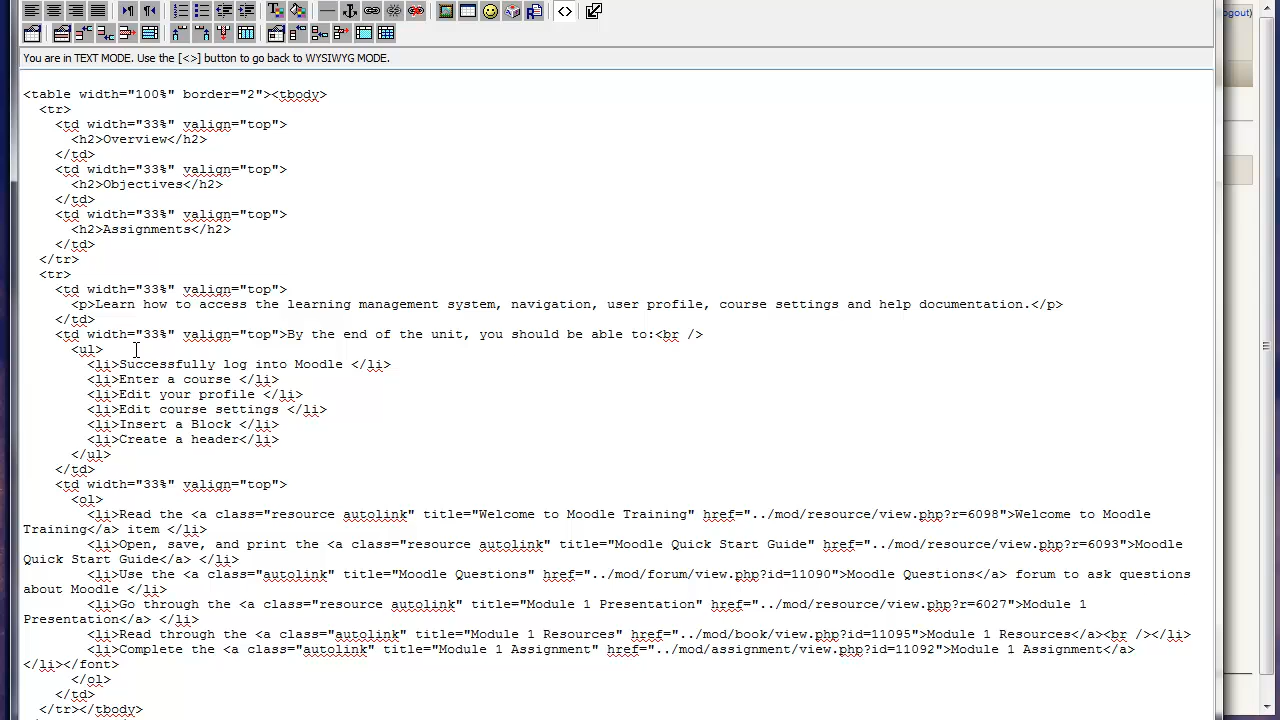 ogout)
You are in TEXT MODE. Use the [<>] button to go back to WYSIWYG MODE.
<table width="100%" border="2"><tbody>
<tr>
<td width="33%" valign="top">
<h2>Overview</h2>
</td>
<td width="33%" valign="top">
<h2>Objectives</h2>
</td>
<td width="33%" valign="top">
<h2>Assignments</h2>
</td>
</tr>
<tr>
<td width="33%" valign="top">
<p>Learn how to access the learning management system, navigation, user profile, course settings and help documentation.</p>
</td>
<td width="33%" valign="top">By the end of the unit, you should be able to:<br />
<ul>
<li>Successfully log into Moodle </li>
<li>Enter a course </li>
<li>Edit your profile </li>
<li>Edit course settings </li>
<li>Insert a Block </li>
<li>Create a header</li>
</ul>
</td>
<td width="33%" valign="top">
<ol>
<li>Read the <a class="resource autolink" title="Welcome to Moodle Training" href="../mod/resource/view.php?r=6098">Welcome to Moodle
Training</a> item </li>
<li>Open, save, and print the <a class="resource autolink" title="Moodle Quick Start Guide" href="../mod/resource/view.php?r=6093">Moodle
Quick Start Guide</a> </li>
<li>Use the <a class="autolink" title="Moodle Questions" href="../mod/forum/view.php?id=11090">Moodle Questions</a> forum to ask questions
about Moodle </li>
<li>Go through the <a class="resource autolink" title="Module 1 Presentation" href="../mod/resource/view.php?r=6027">Module 1
Presentation</a> </li>
<li>Read through the <a class="autolink" title="Module 1 Resources" href="../mod/book/view.php?id=11095">Module 1 Resources</a><br /></li>
<li>Complete the <a class="autolink" title="Module 1 Assignment" href="../mod/assignment/view.php?id=11092">Module 1 Assignment</a>
</li></font>
</ol>
</td>
</tr></tbody>